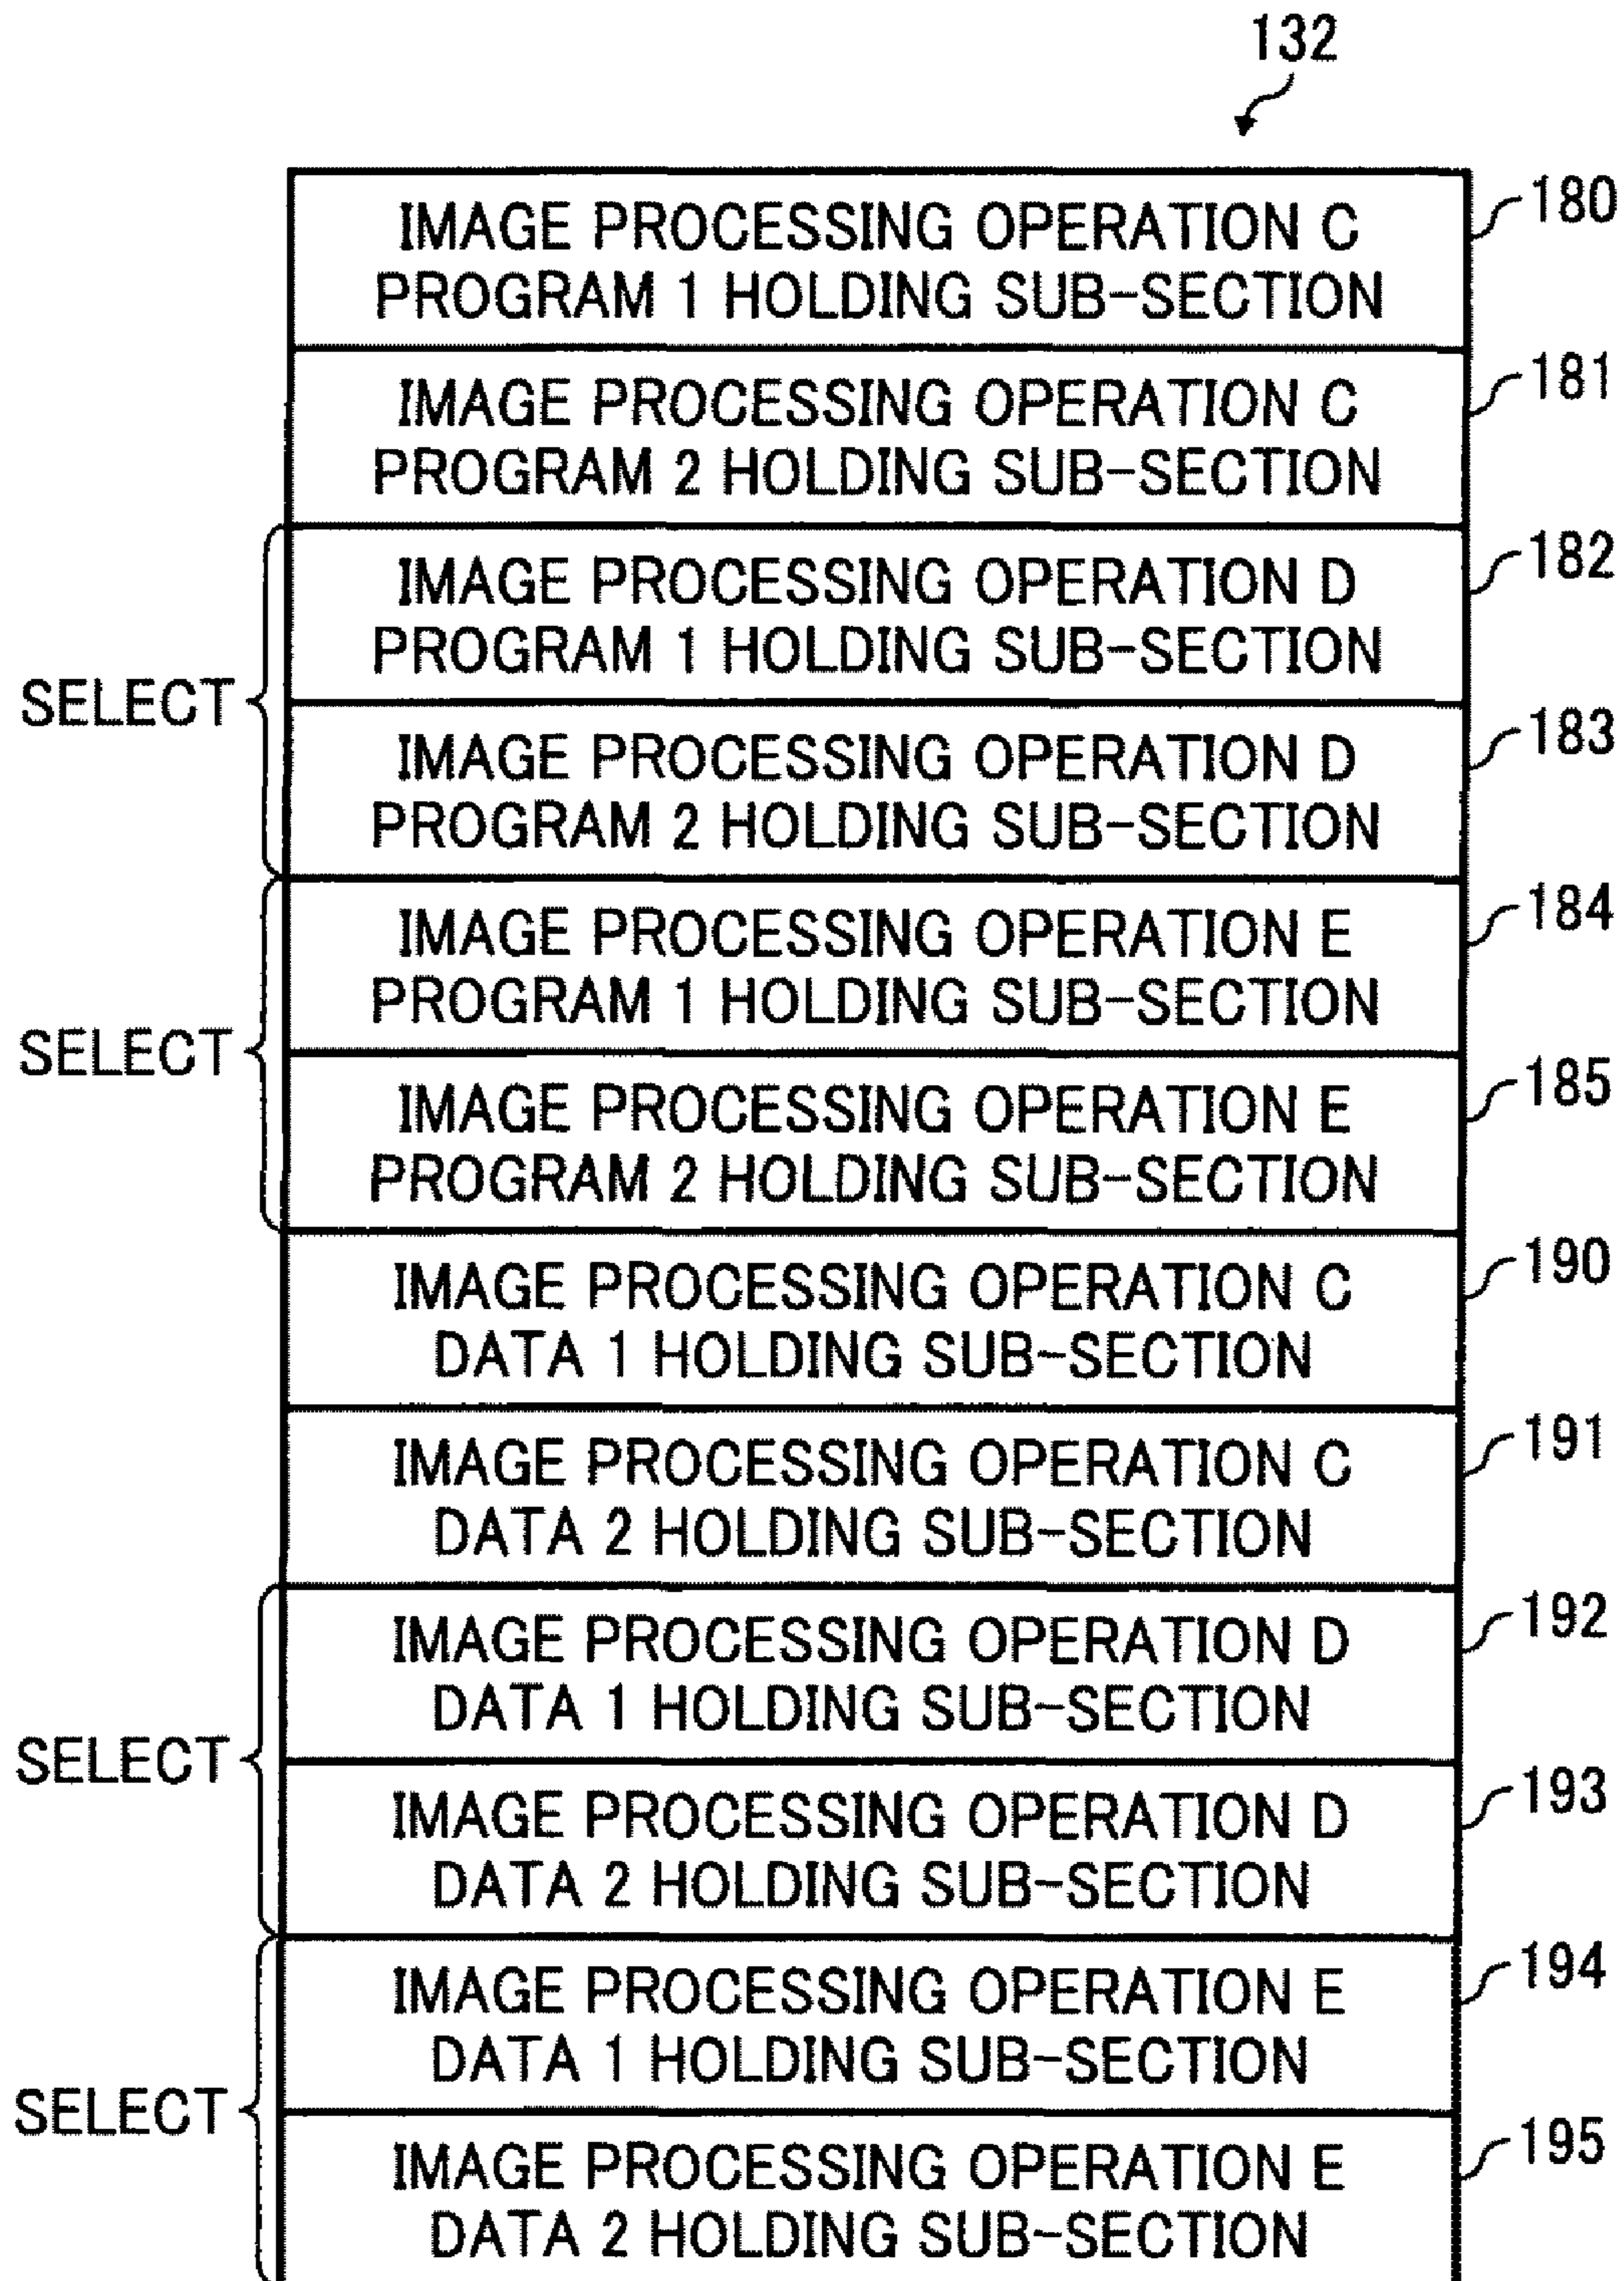 132
IMAGE PROCESSING OPERATION C
PROGRAM 1 HOLDING SUB-SECTION
180
IMAGE PROCESSING OPERATION C
PROGRAM 2 HOLDING SUB-SECTION
181
SELECT
IMAGE PROCESSING OPERATION D
PROGRAM 1 HOLDING SUB-SECTION
182
IMAGE PROCESSING OPERATION D
PROGRAM 2 HOLDING SUB-SECTION
183
SELECT
IMAGE PROCESSING OPERATION E
PROGRAM 1 HOLDING SUB-SECTION
184
IMAGE PROCESSING OPERATION E
PROGRAM 2 HOLDING SUB-SECTION
185
IMAGE PROCESSING OPERATION C
DATA 1 HOLDING SUB-SECTION
190
IMAGE PROCESSING OPERATION C
DATA 2 HOLDING SUB-SECTION
191
SELECT
IMAGE PROCESSING OPERATION D
DATA 1 HOLDING SUB-SECTION
192
IMAGE PROCESSING OPERATION D
DATA 2 HOLDING SUB-SECTION
193
SELECT
IMAGE PROCESSING OPERATION E
DATA 1 HOLDING SUB-SECTION
194
IMAGE PROCESSING OPERATION E
DATA 2 HOLDING SUB-SECTION
195